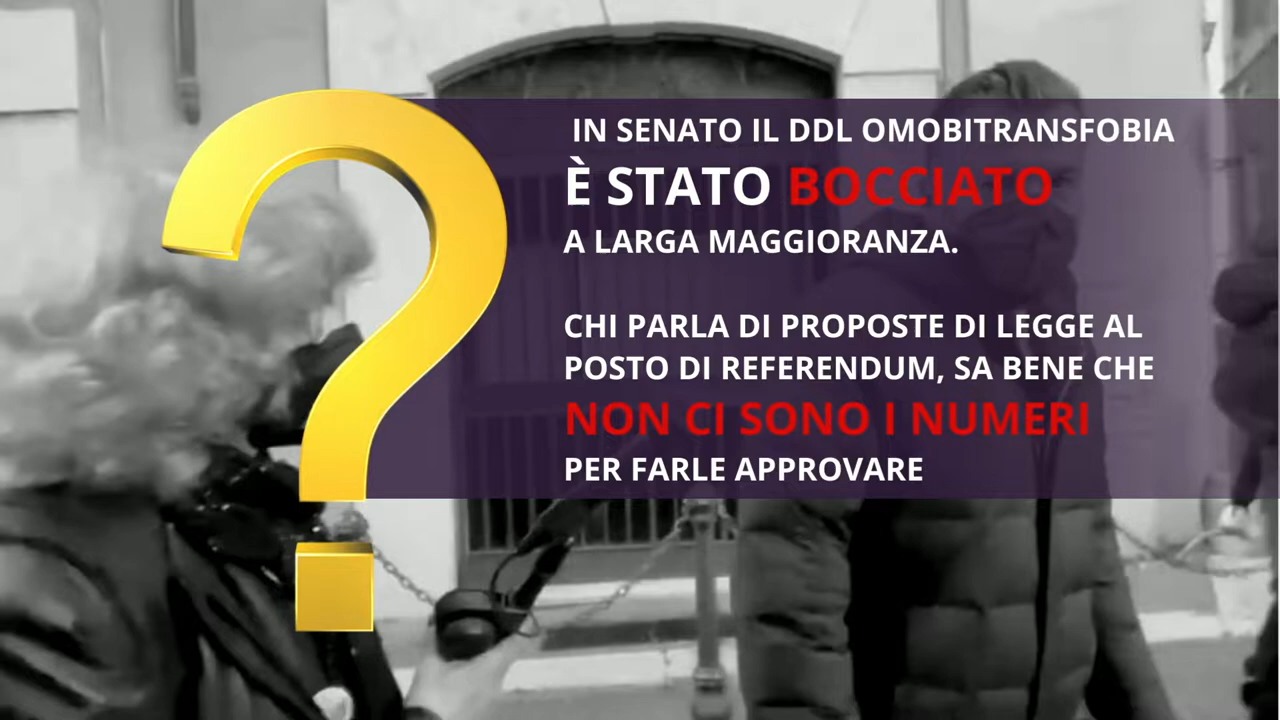 IN SENATO IL DDL OMOBITRANSFOBIA
È STATO BOCCIATO
A LARGA MAGGIORANZA.
CHI PARLA DI PROPOSTE DI LEGGE AL
POSTO DI REFERENDUM, SA BENE CHE
NON CI SONO I NUMERI
PER FARLE APPROVARE